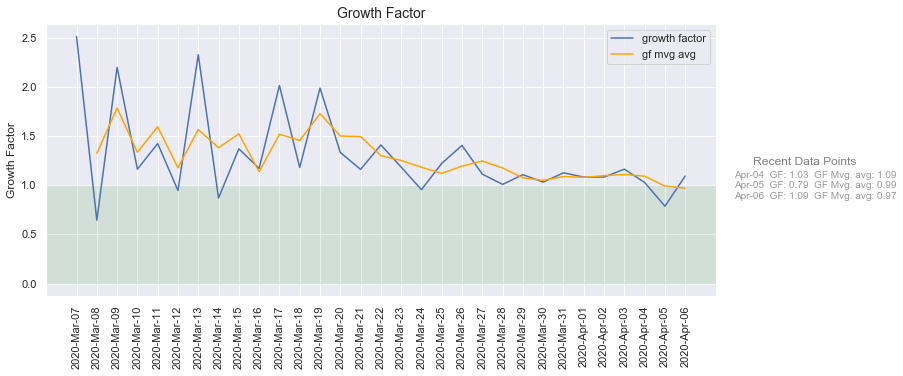 Growth Factor
growth factor
gf mvg avg
Growth Factor
2.5
2.0
1.5
1.0
0.5
0.0
2020-Mar-07
2020-Mar-08
2020-Mar-09
2020-Mar-10
2020-Mar-11
2020-Mar-12
2020-Mar-13
2020-Mar-14
2020-Mar-15
2020-Mar-16
2020-Mar-17
2020-Mar-18
2020-Mar-19
2020-Mar-20
2020-Mar-21
2020-Mar-22
2020-Mar-23
2020-Mar-24
2020-Mar-25
2020-Mar-26
2020-Mar-27
2020-Mar-28
2020-Mar-29
2020-Mar-30
2020-Mar-31
2020-Apr-01
2020-Apr-02
2020-Apr-03
2020-Apr-04
2020-Apr-05
2020-Apr-06
Recent Data Points
Apr-04 GF: 1.03 GF Mvg. avg: 1.09
Apr-05 GF: 0.79 GF Mvg. avg: 0.99
Apr-06 GF: 1.09 GF Mvg. avg: 0.97